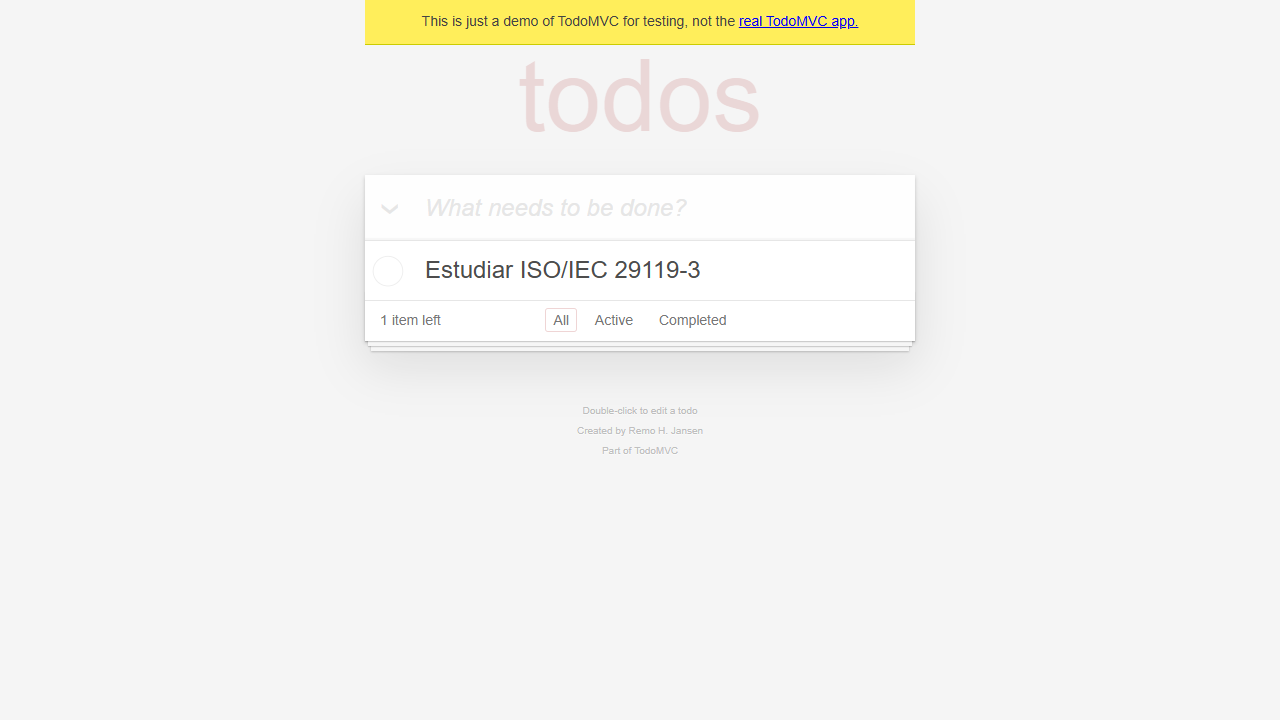 This is just a demo of TodoMVC for testing, not the real TodoMVC app.
todos
What needs to be done?
Estudiar ISO/IEC 29119-3
1 item left All Active Completed
Double-click to edit a todo
Created by Remo H. Jansen
Part of TodoMVC